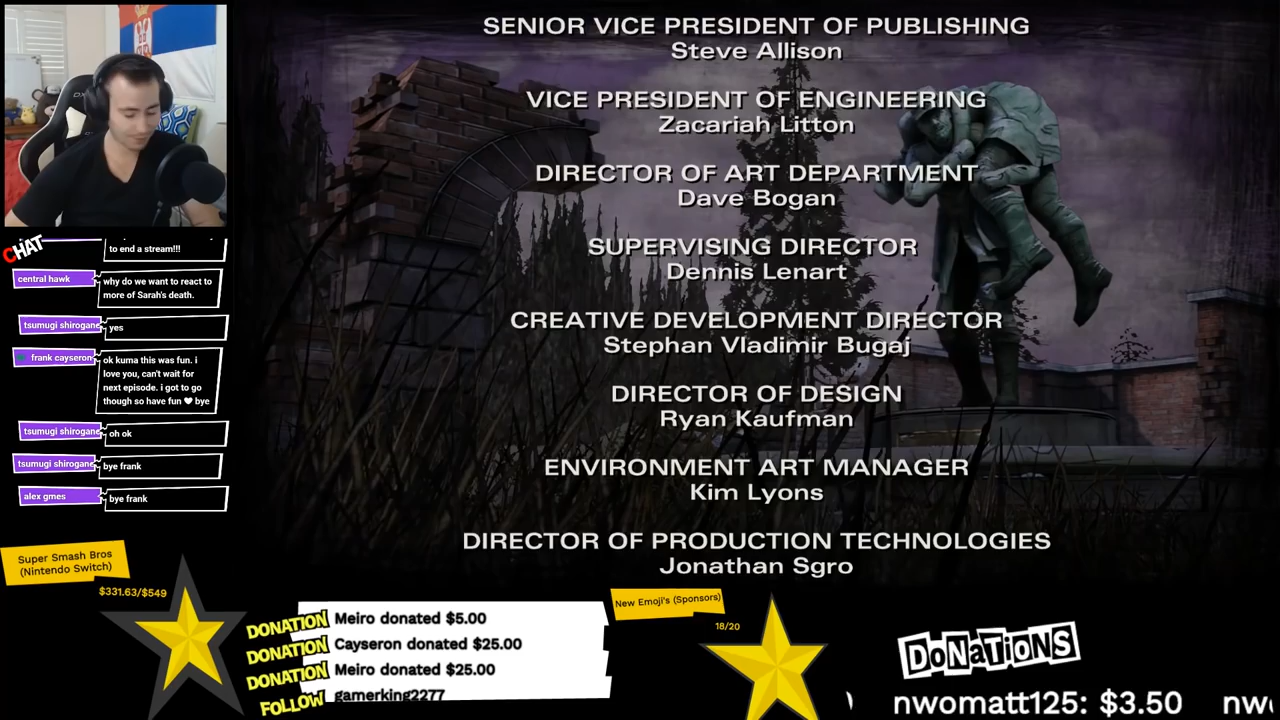 SENIOR VICE PRESIDENT OF PUBLISHING
Steve Allison
VICE PRESIDENT OF ENGINEERING
Zacariah Litton
DIRECTOR OF ART DEPARTMENT
Dave Bogan
SUPERVISING DIRECTOR
Dennis Lenart
CREATIVE DEVELOPMENT DIRECTOR
Stephan Vladimir Bugaj
DIRECTOR OF DESIGN
Ryan Kaufman
ENVIRONMENT ART MANAGER
Kim Lyons
DIRECTOR OF PRODUCTION TECHNOLOGIES
Jonathan Sgro
CHAT
to end a stream!!!
central hawk
why do we want to react to
more of Sarah's death.
tsumugi shirogane
yes
frank cayseron
ok kuma this was fun. i
love you, can't wait for
next episode. i got to go
though so have fun ❤ bye
tsumugi shirogane
oh ok
tsumugi shirogane
bye frank
alex gmes
bye frank
Super Smash Bros
(Nintendo Switch)
$331.63/$549
DONATION Meiro donated $5.00
DONATION Cayseron donated $25.00
DONATION Meiro donated $25.00
FOLLOW gamerking2277
New Emoji's (Sponsors)
18/20
DoNaTioNS
nwomatt125: $3.50